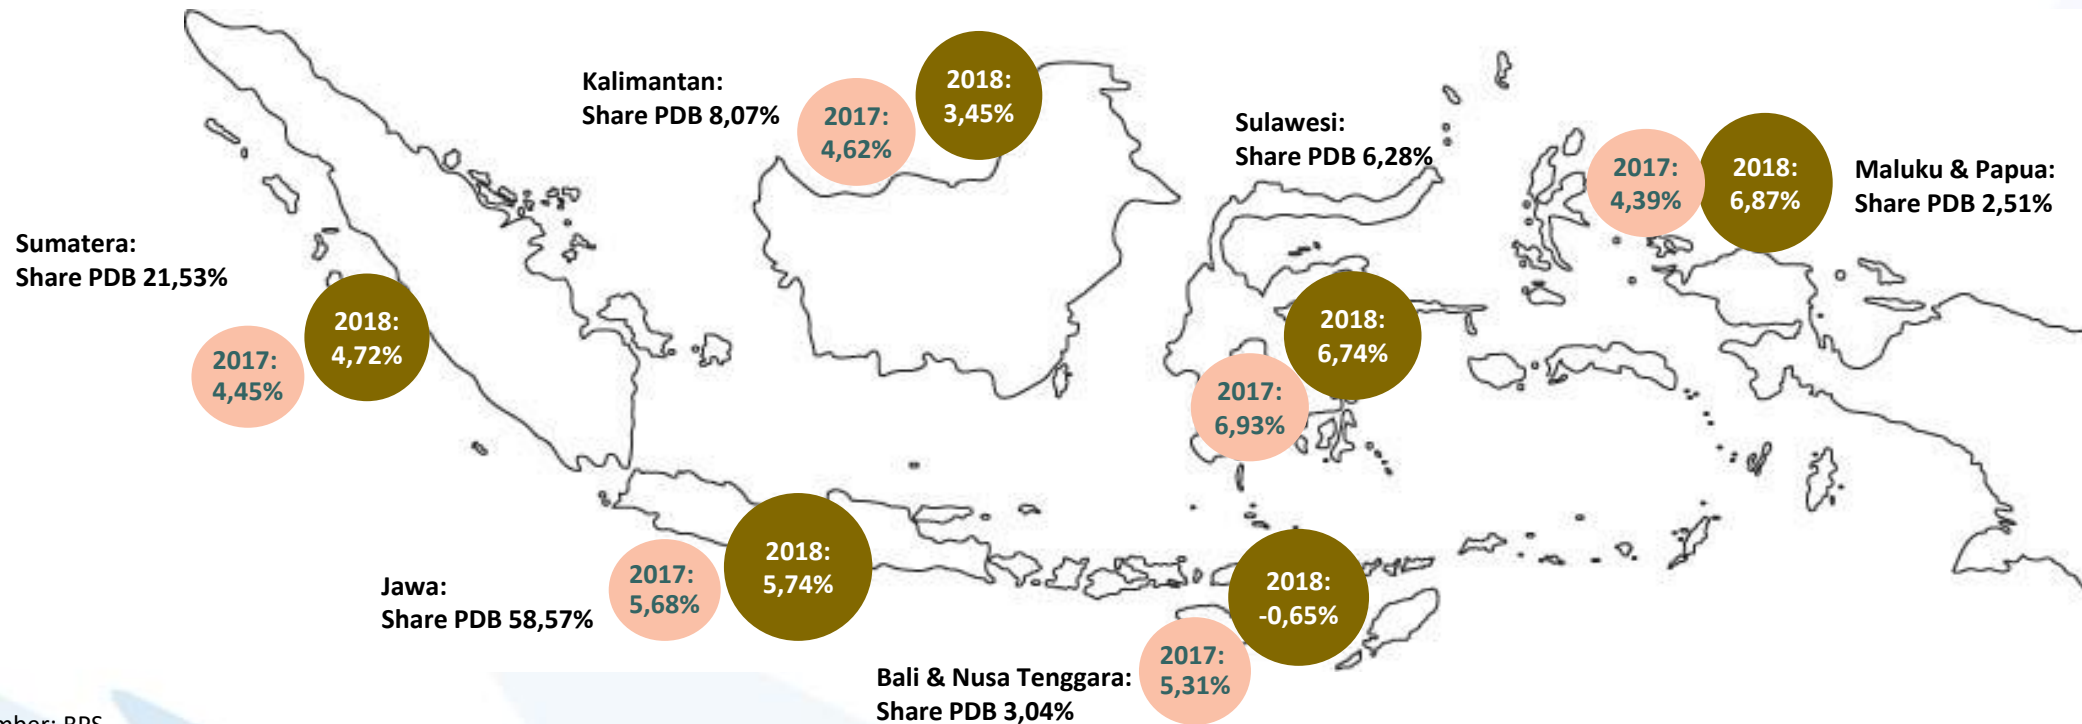 Kalimantan:
Share PDB 8,07%
2017:
4,62%
2018:
3,45%
Sulawesi:
Share PDB 6,28%
2017:
4,39%
2018:
6,87%
Maluku & Papua:
Share PDB 2,51%
Sumatera:
Share PDB 21,53%
2017:
4,45%
2018:
4,72%
2018:
6,74%
2017:
6,93%
Jawa:
Share PDB 58,57%
2017:
5,68%
2018:
5,74%
2018:
-0,65%
2017:
5,31%
Bali & Nusa Tenggara:
Share PDB 3,04%
BPS